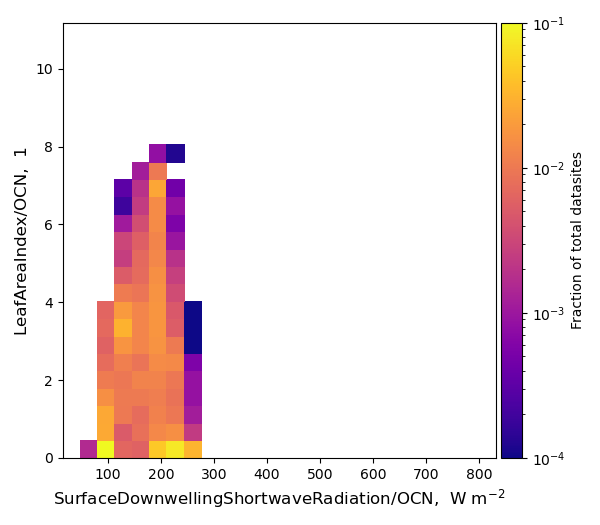 10
8
6
4
2
0
100 200 300 400 500 600 700 800
SurfaceDownwellingShortwaveRadiation/OCN, W m⁻²
LeafAreaIndex/OCN, 1
10⁻¹
10⁻²
10⁻³
10⁻⁴
Fraction of total datasites